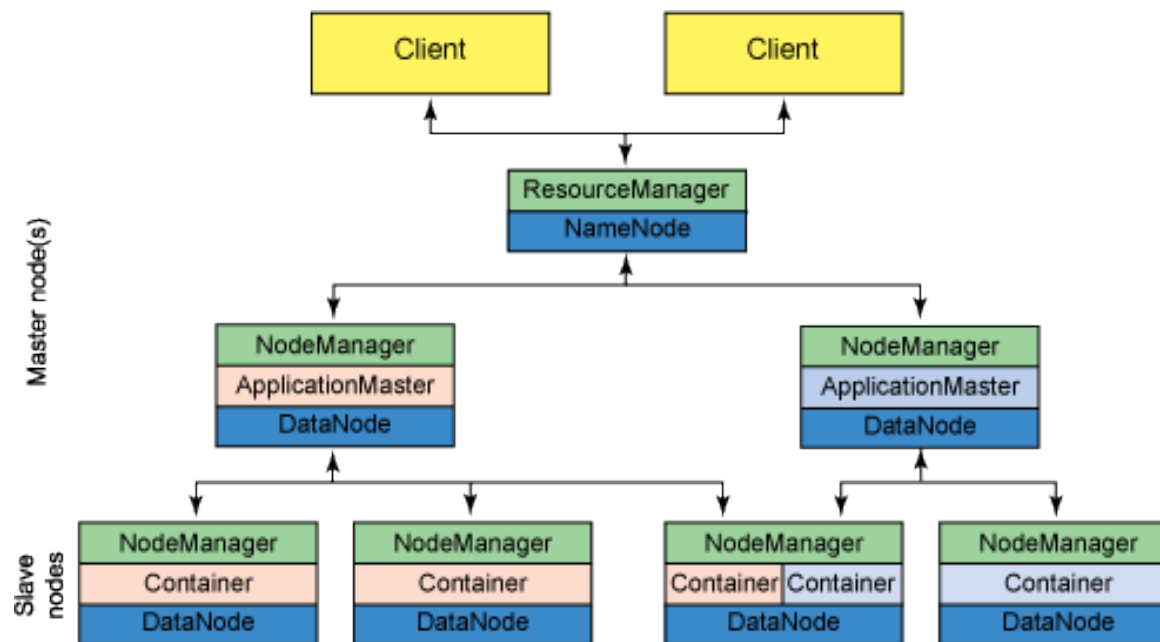 Client
Client
Master node(s)
ResourceManager
NameNode
NodeManager
ApplicationMaster
DataNode
NodeManager
ApplicationMaster
DataNode
Slave
nodes
NodeManager
Container
DataNode
NodeManager
Container
DataNode
NodeManager
Container
Container
DataNode
NodeManager
Container
DataNode